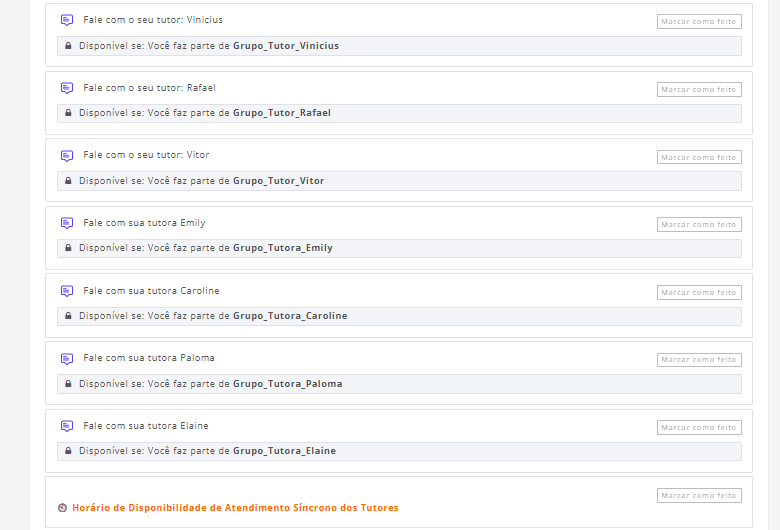 Fale com o seu tutor: Vinicius
Marcar como feito
Disponível se: Você faz parte de Grupo_Tutor_Vinicius
Fale com o seu tutor: Rafael
Marcar como feito
Disponível se: Você faz parte de Grupo_Tutor_Rafael
Fale com o seu tutor: Vitor
Marcar como feito
Disponível se: Você faz parte de Grupo_Tutor_Vitor
Fale com sua tutora Emily
Marcar como feito
Disponível se: Você faz parte de Grupo_Tutora_Emily
Fale com sua tutora Caroline
Marcar como feito
Disponível se: Você faz parte de Grupo_Tutora_Caroline
Fale com sua tutora Paloma
Marcar como feito
Disponível se: Você faz parte de Grupo_Tutora_Paloma
Fale com sua tutora Elaine
Marcar como feito
Disponível se: Você faz parte de Grupo_Tutora_Elaine
Marcar como feito
Horário de Disponíbilidade de Atendimento Síncrono dos Tutores